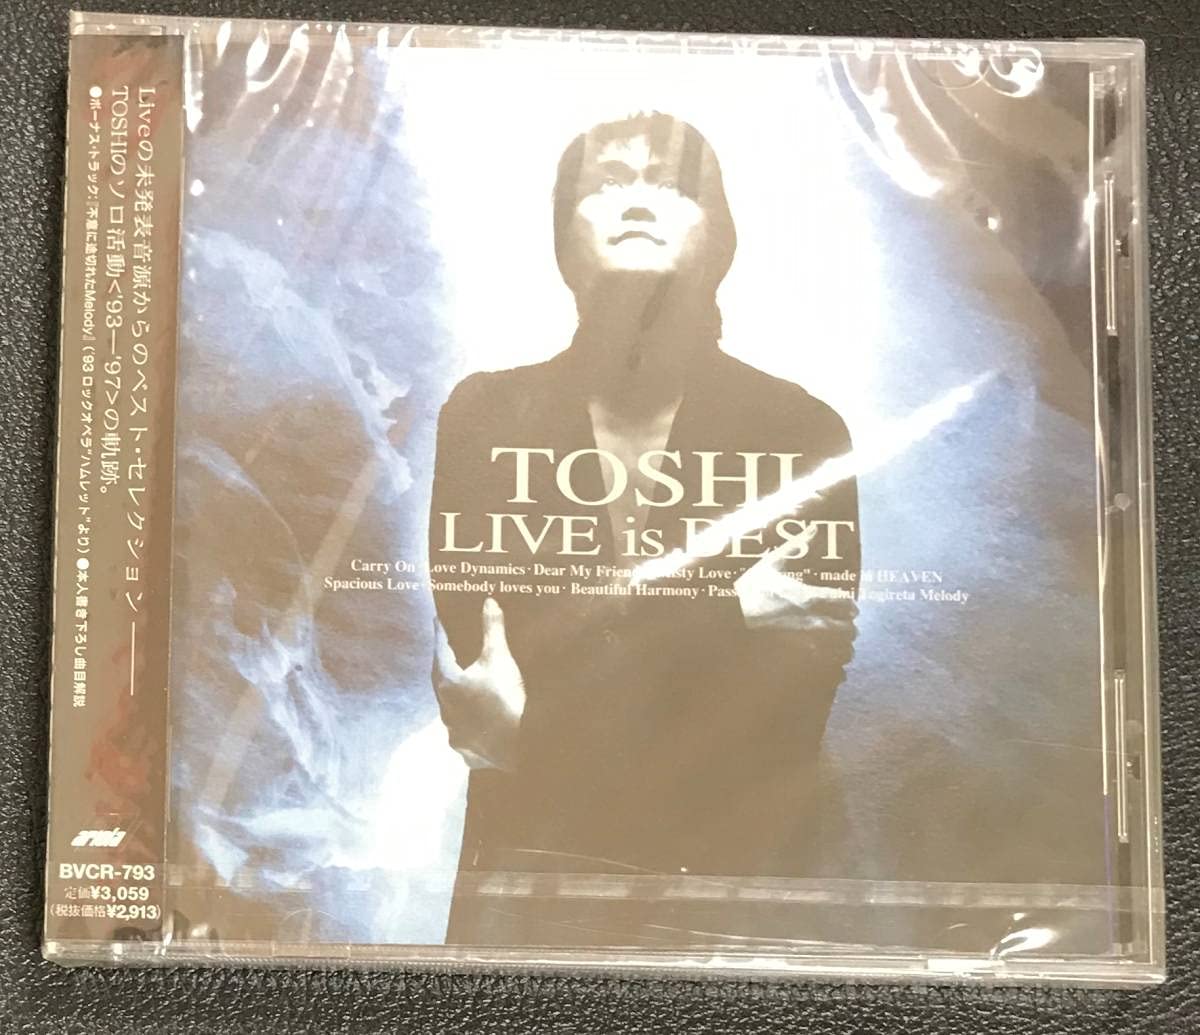 Liveの未発表音源からのベスト・セレクション――
TOSHIのソロ活動<'93―'97>の軌跡。
●ボーナス・トラック:『不意に途切れたMelody』('93ロックオペラ“ハムレット”より)●本人書き下ろし曲目解説
TOSHI
LIVE is BEST
Carry On・Love Dynamics・Dear My Friend・Misty Love・made in HEAVEN
Spacious Love・Somebody loves you・Beautiful Harmony・Togireta Melody
ariola
BVCR-793
定価¥3,059
(税抜価格¥2,913)